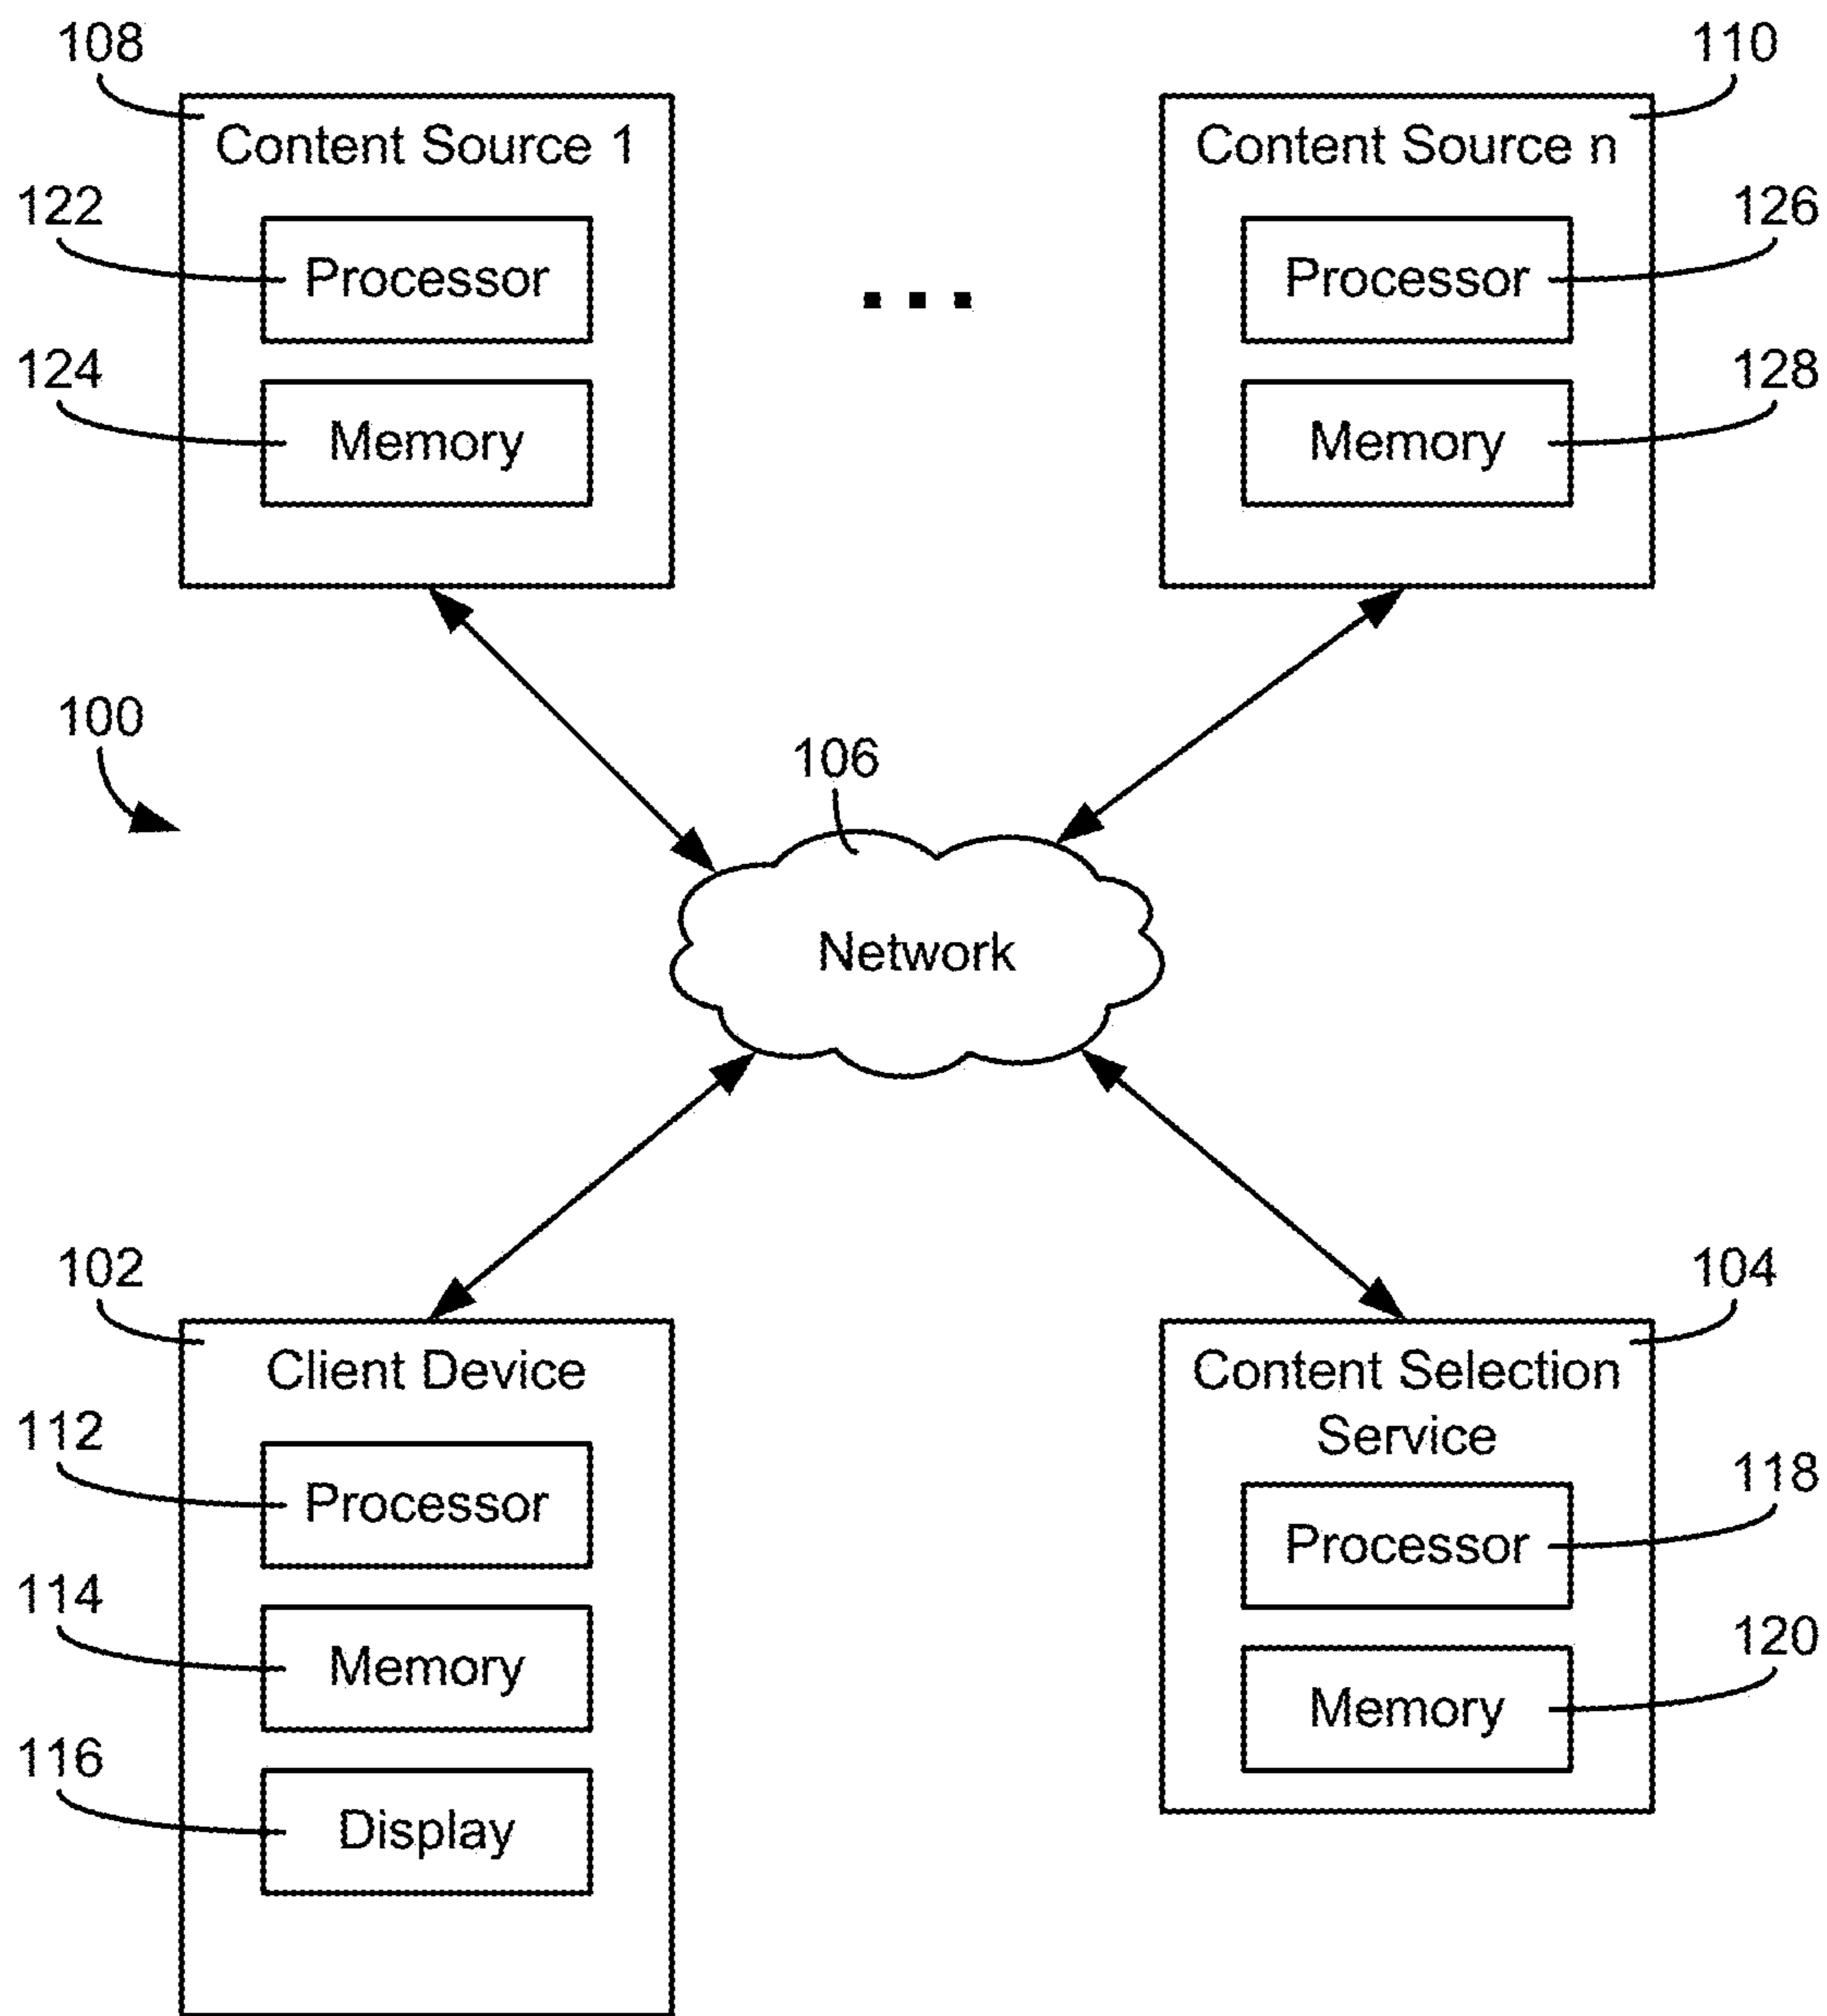 108
110
Content Source 1
Content Source n
122
Processor
126
Processor
...
124
Memory
128
Memory
100
106
Network
102
104
Client Device
Content Selection
Service
112
Processor
118
Processor
114
Memory
120
Memory
116
Display